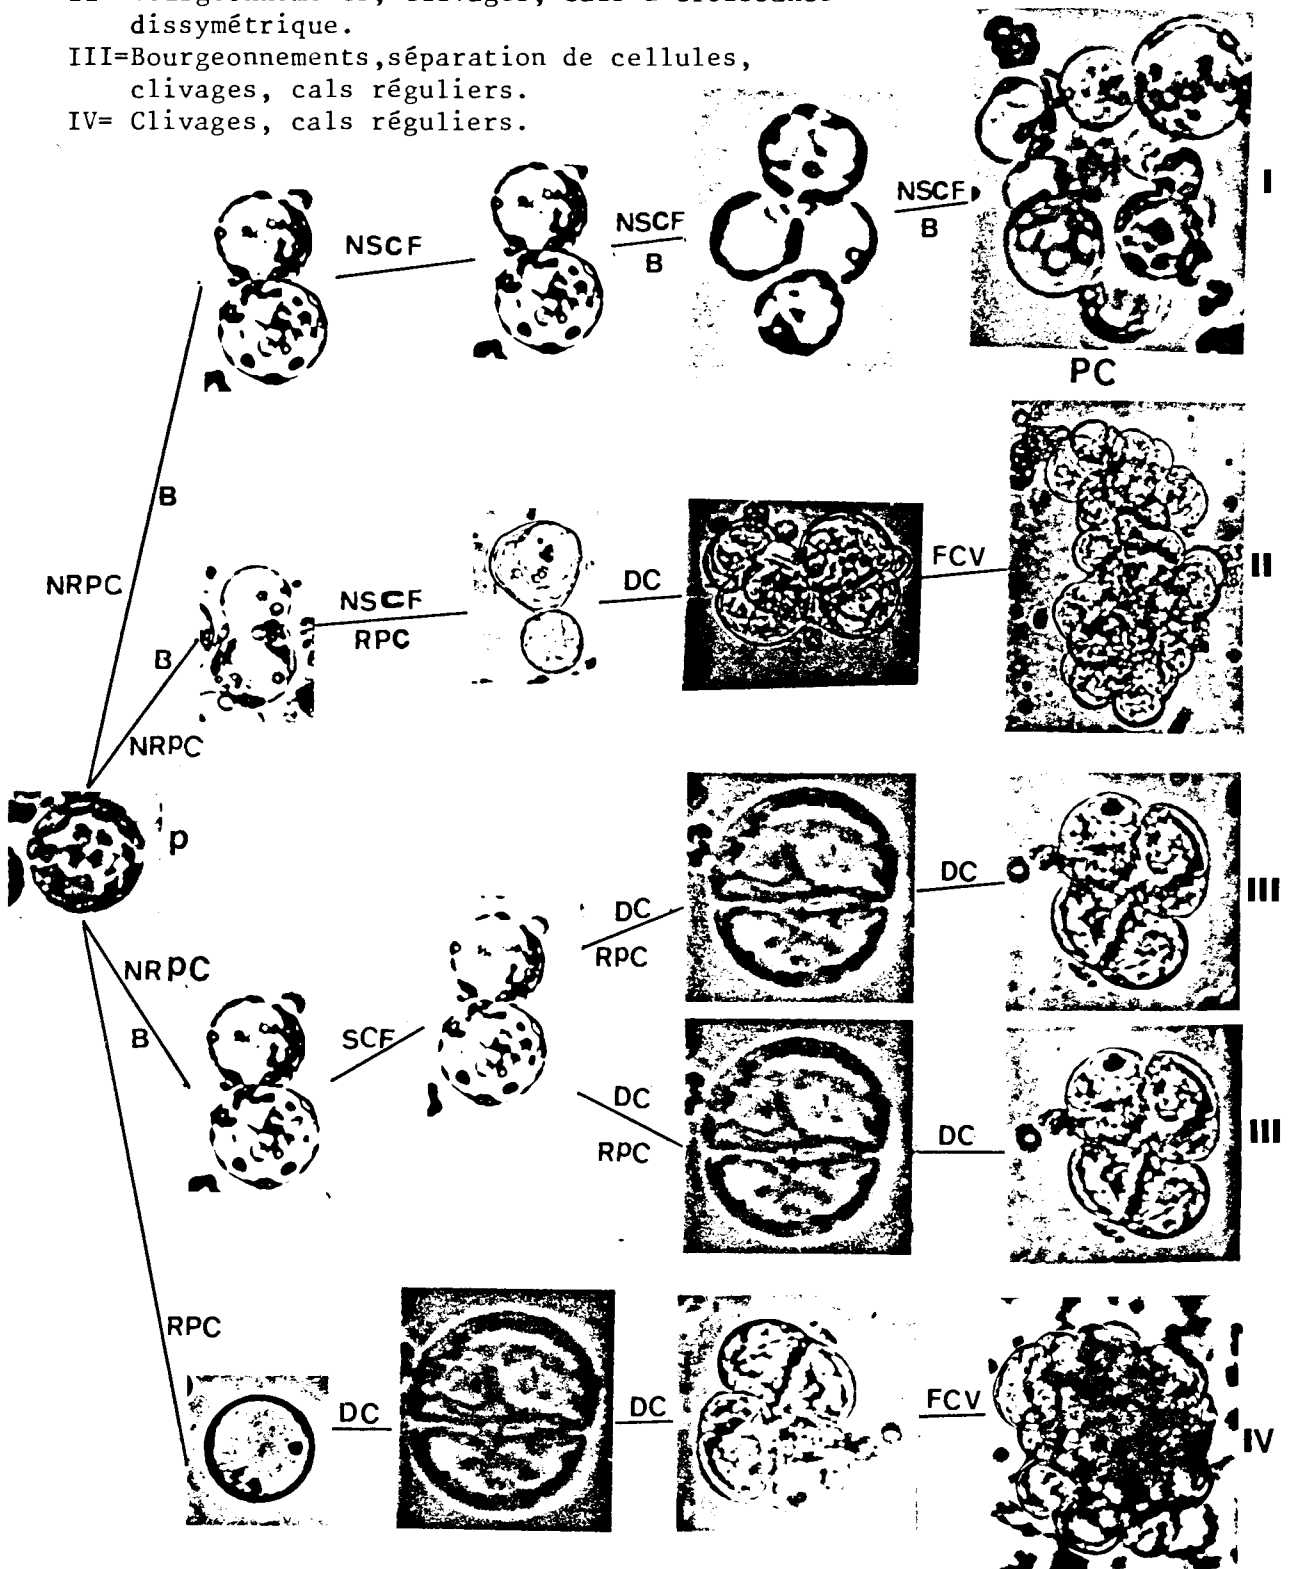 dissymétrique.
III=Bourgeonnements,séparation de cellules,
clivages, cals réguliers.
IV= Clivages, cals réguliers.
NSCF
NSCF
B
NSCF
B
I
PC
B
NRPC
NSCF
RPC
DC
FCV
II
B
NRPC
p
DC
RPC
DC
III
NRPC
B
SCF
DC
RPC
DC
III
RPC
DC
DC
FCV
IV